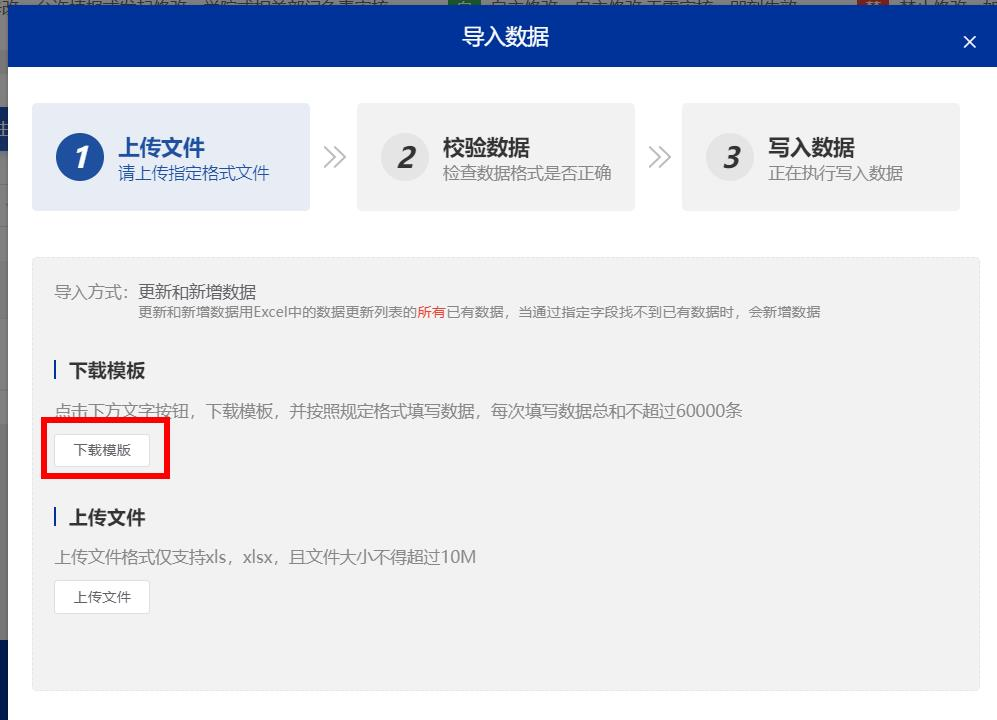 导入数据
1 上传文件
请上传指定格式文件
2 校验数据
检查数据格式是否正确
3 写入数据
正在执行写入数据
导入方式：更新和新增数据
更新和新增数据用Excel中的数据更新列表的所有已有数据，当通过指定字段找不到已有数据时，会新增数据
下载模板
点击下方文字按钮，下载模板，并按照规定格式填写数据，每次填写数据总和不超过60000条
下载模版
上传文件
上传文件格式仅支持xls，xlsx，且文件大小不得超过10M
上传文件